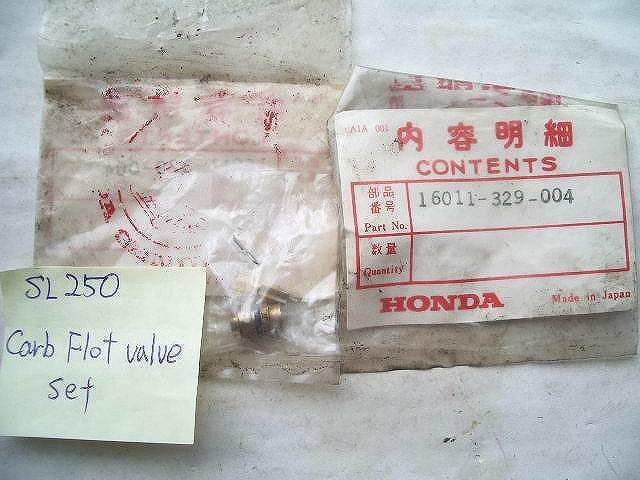 A1A 001
内容明細
CONTENTS
部品番号
Part No.
16011-329-004
数量
Quantity
HONDA
Made in Japan
SL250
Carb Flot valve
set